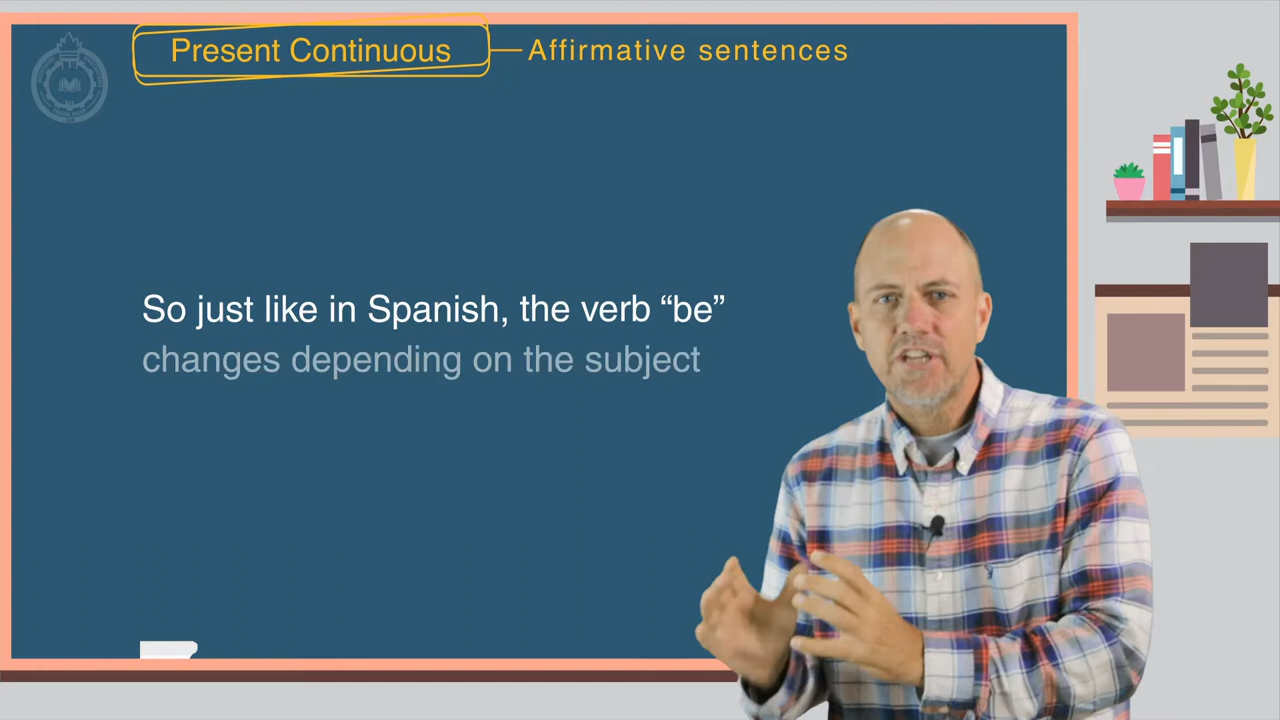 Present Continuous
Affirmative sentences
So just like in Spanish, the verb “be”
changes depending on the subject